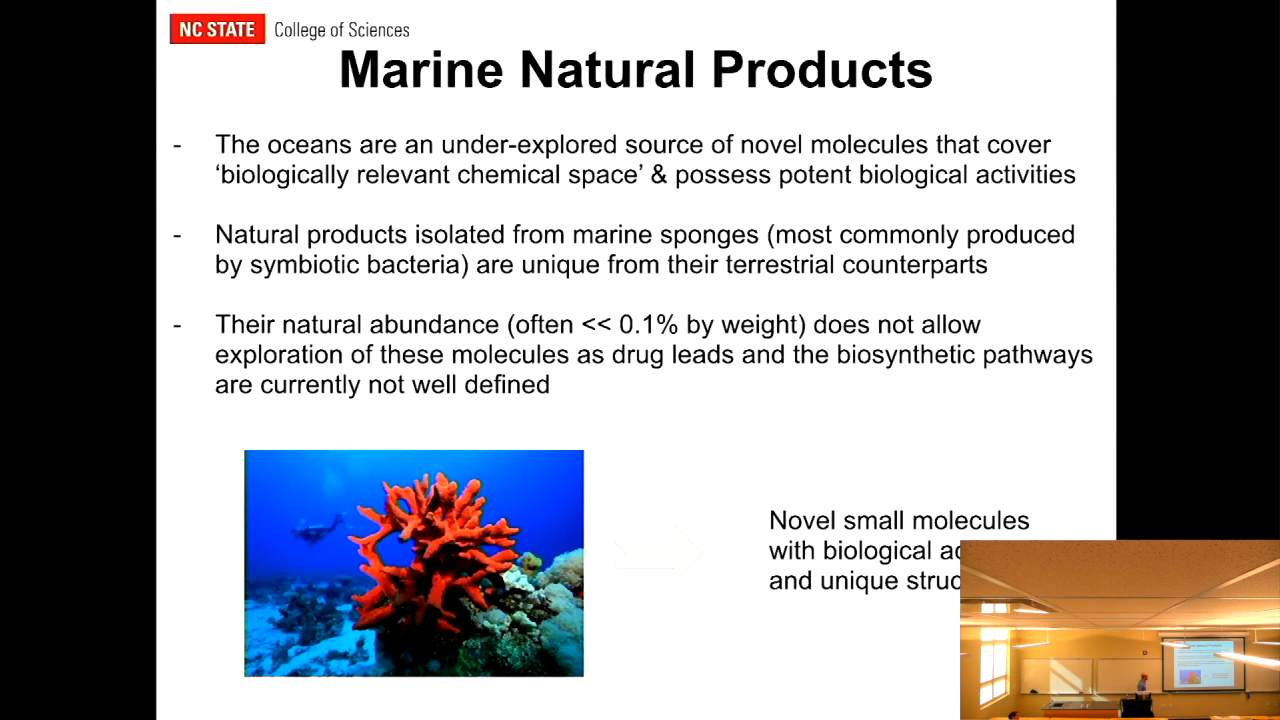 NC STATE College of Sciences
Marine Natural Products
- The oceans are an under-explored source of novel molecules that cover
‘biologically relevant chemical space’ & possess potent biological activities
- Natural products isolated from marine sponges (most commonly produced
by symbiotic bacteria) are unique from their terrestrial counterparts
- Their natural abundance (often << 0.1% by weight) does not allow
exploration of these molecules as drug leads and the biosynthetic pathways
are currently not well defined
Novel small molecules
with biological
and unique